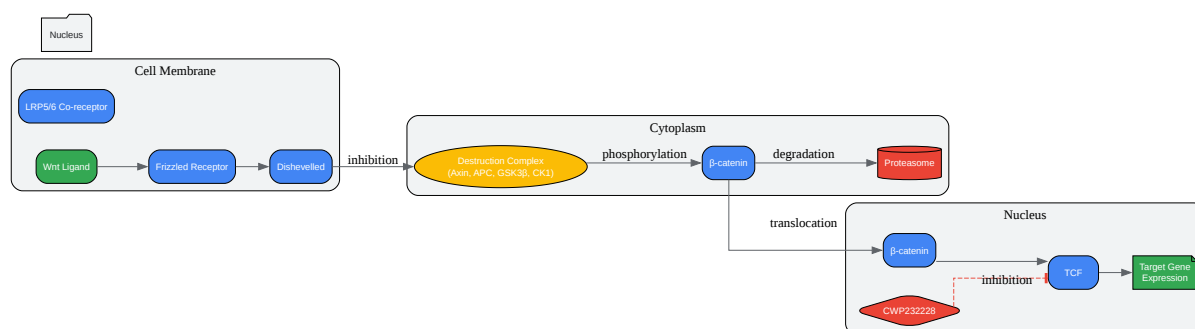 Nucleus
Cell Membrane
LRP5/6 Co-receptor
Wnt Ligand
Frizzled Receptor
Dishevelled
inhibition
Cytoplasm
Destruction Complex
(Axin, APC, GSK3β, CK1)
phosphorylation
β-catenin
degradation
Proteasome
translocation
Nucleus
β-catenin
inhibition
TCF
Target Gene
Expression
CWP232228